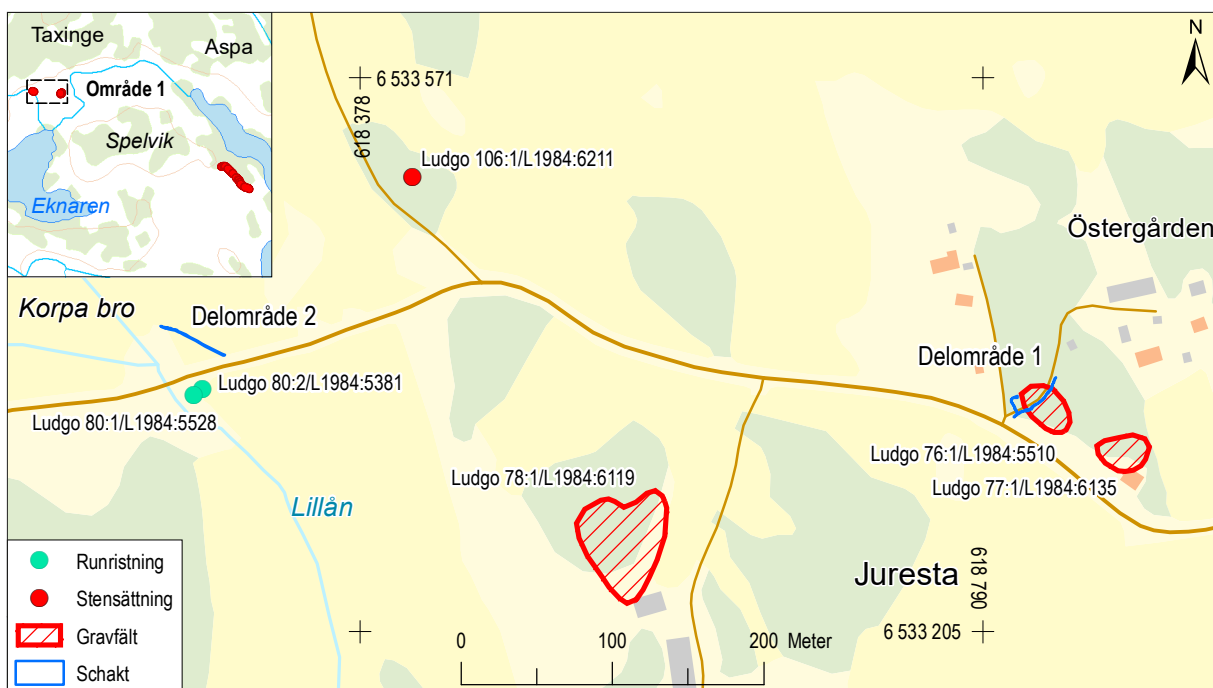 Taxinge
Aspa
Område 1
Spelvik
Eknaren
N
6 533 571
618 378
Ludgo 106:1/L1984:6211
Östergården
Korpa bro
Delområde 2
Delområde 1
Ludgo 80:2/L1984:5381
Ludgo 80:1/L1984:5528
Ludgo 76:1/L1984:5510
Ludgo 78:1/L1984:6119
Ludgo 77:1/L1984:6135
Lillån
Juresta
618 790
6 533 205
Runristning
Stensättning
Gravfält
Schakt
0 100 200 Meter